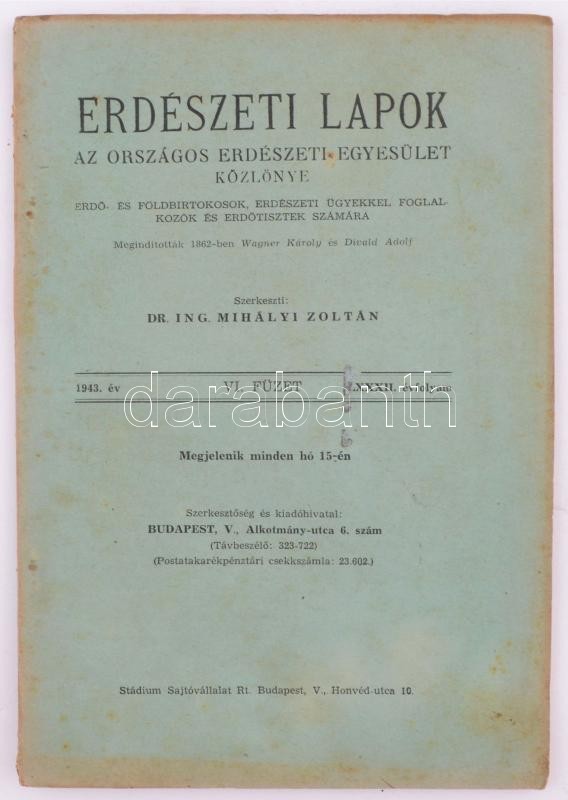 ERDÉSZETI LAPOK
AZ ORSZÁGOS ERDÉSZETI EGYESÜLET
KÖZLÖNYE
ERDŐ- ÉS FÖLDBIRTOKOSOK, ERDÉSZETI ÜGYEKKEL FOGLAL-
KOZÓK ÉS ERDŐTISZTEK SZÁMÁRA
Megindították 1862-ben Wagner Károly és Divald Adolf
Szerkeszti:
DR. ING. MIHÁLYI ZOLTÁN
1943. év VI. FÜZET LXXXII. évfolyam
darabanth
Megjelenik minden hó 15-én
Szerkesztőség és kiadóhivatal:
BUDAPEST, V., Alkotmány-utca 6. szám
(Távbeszélő: 323-722)
(Postatakarékpénztári csekkszámla: 23.602.)
Stádium Sajtóvállalat Rt. Budapest, V., Honvéd-utca 10.